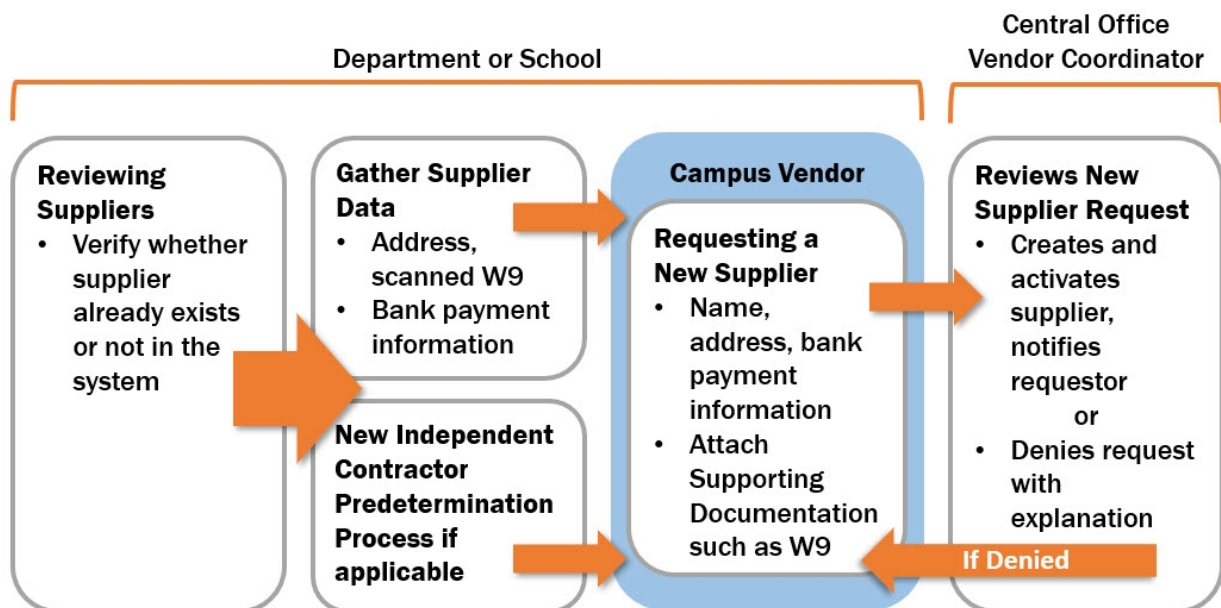 Department or School
Central Office
Vendor Coordinator
Reviewing
Suppliers
• Verify whether
supplier
already exists
or not in the
system
Gather Supplier
Data
• Address,
scanned W9
• Bank payment
information
New Independent
Contractor
Predetermination
Process if
applicable
Campus Vendor
Requesting a
New Supplier
• Name,
address, bank
payment
information
• Attach
Supporting
Documentation
such as W9
Reviews New
Supplier Request
• Creates and
activates
supplier,
notifies
requestor
or
• Denies request
with
explanation
If Denied